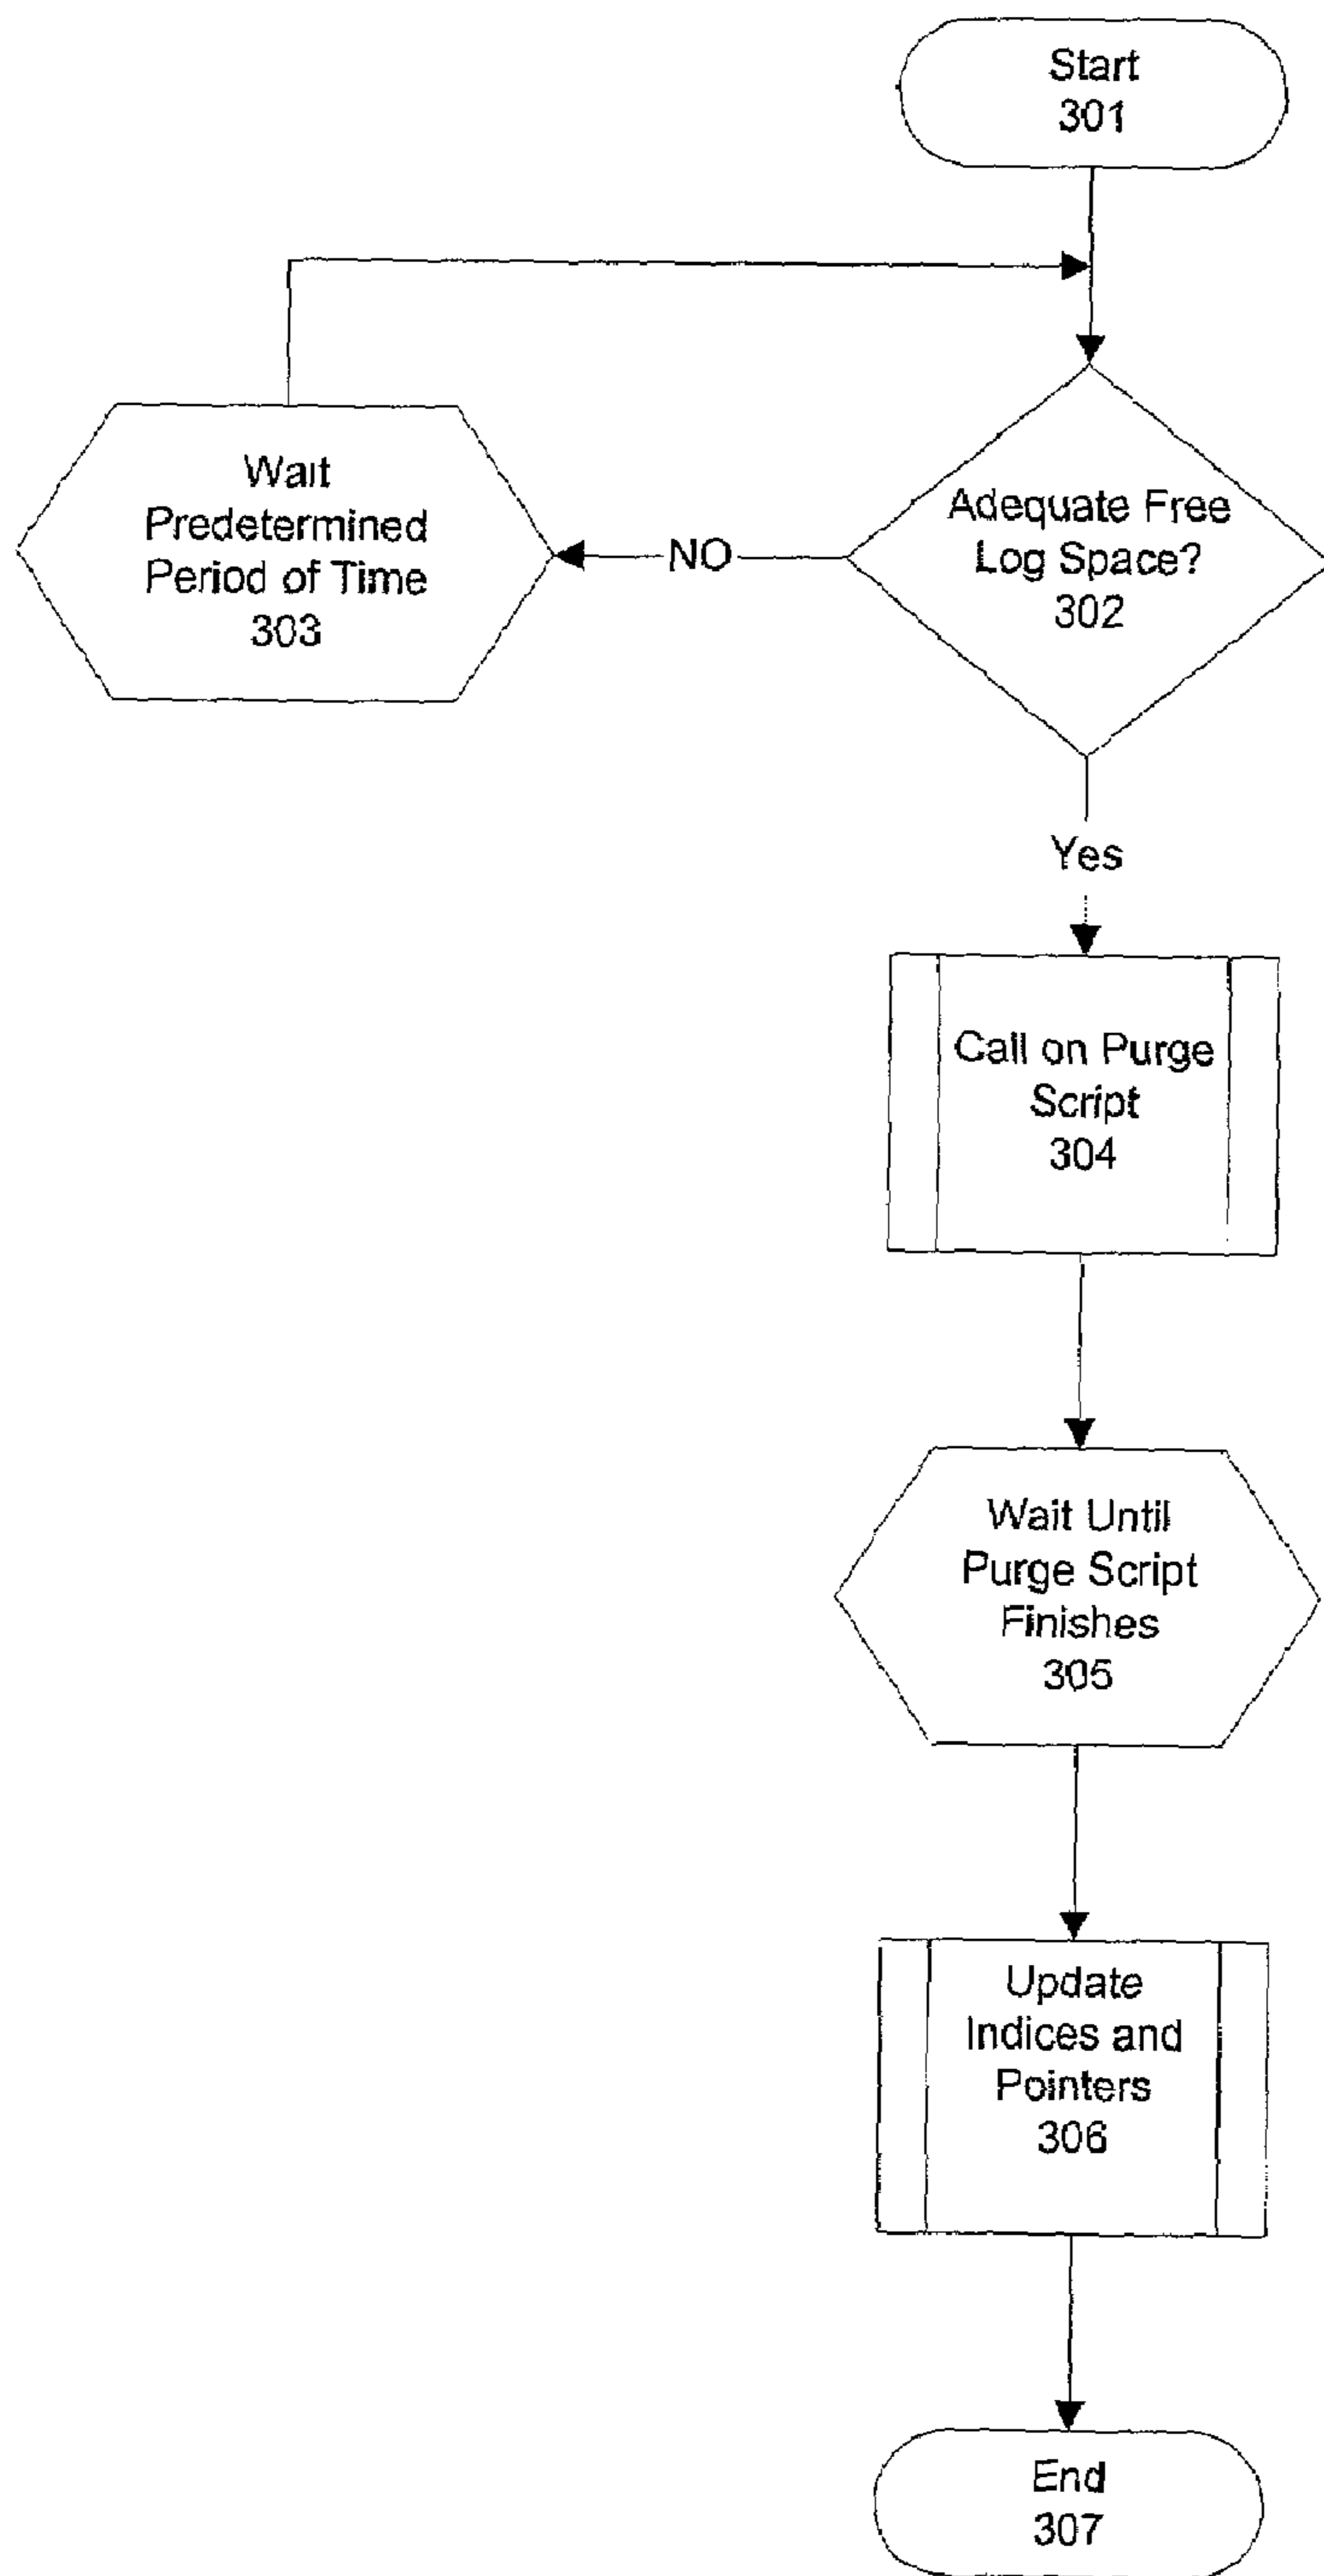 Start
301
Adequate Free
Log Space?
302
NO
Wait
Predetermined
Period of Time
303
Yes
Call on Purge
Script
304
Wait Until
Purge Script
Finishes
305
Update
Indices and
Pointers
306
End
307